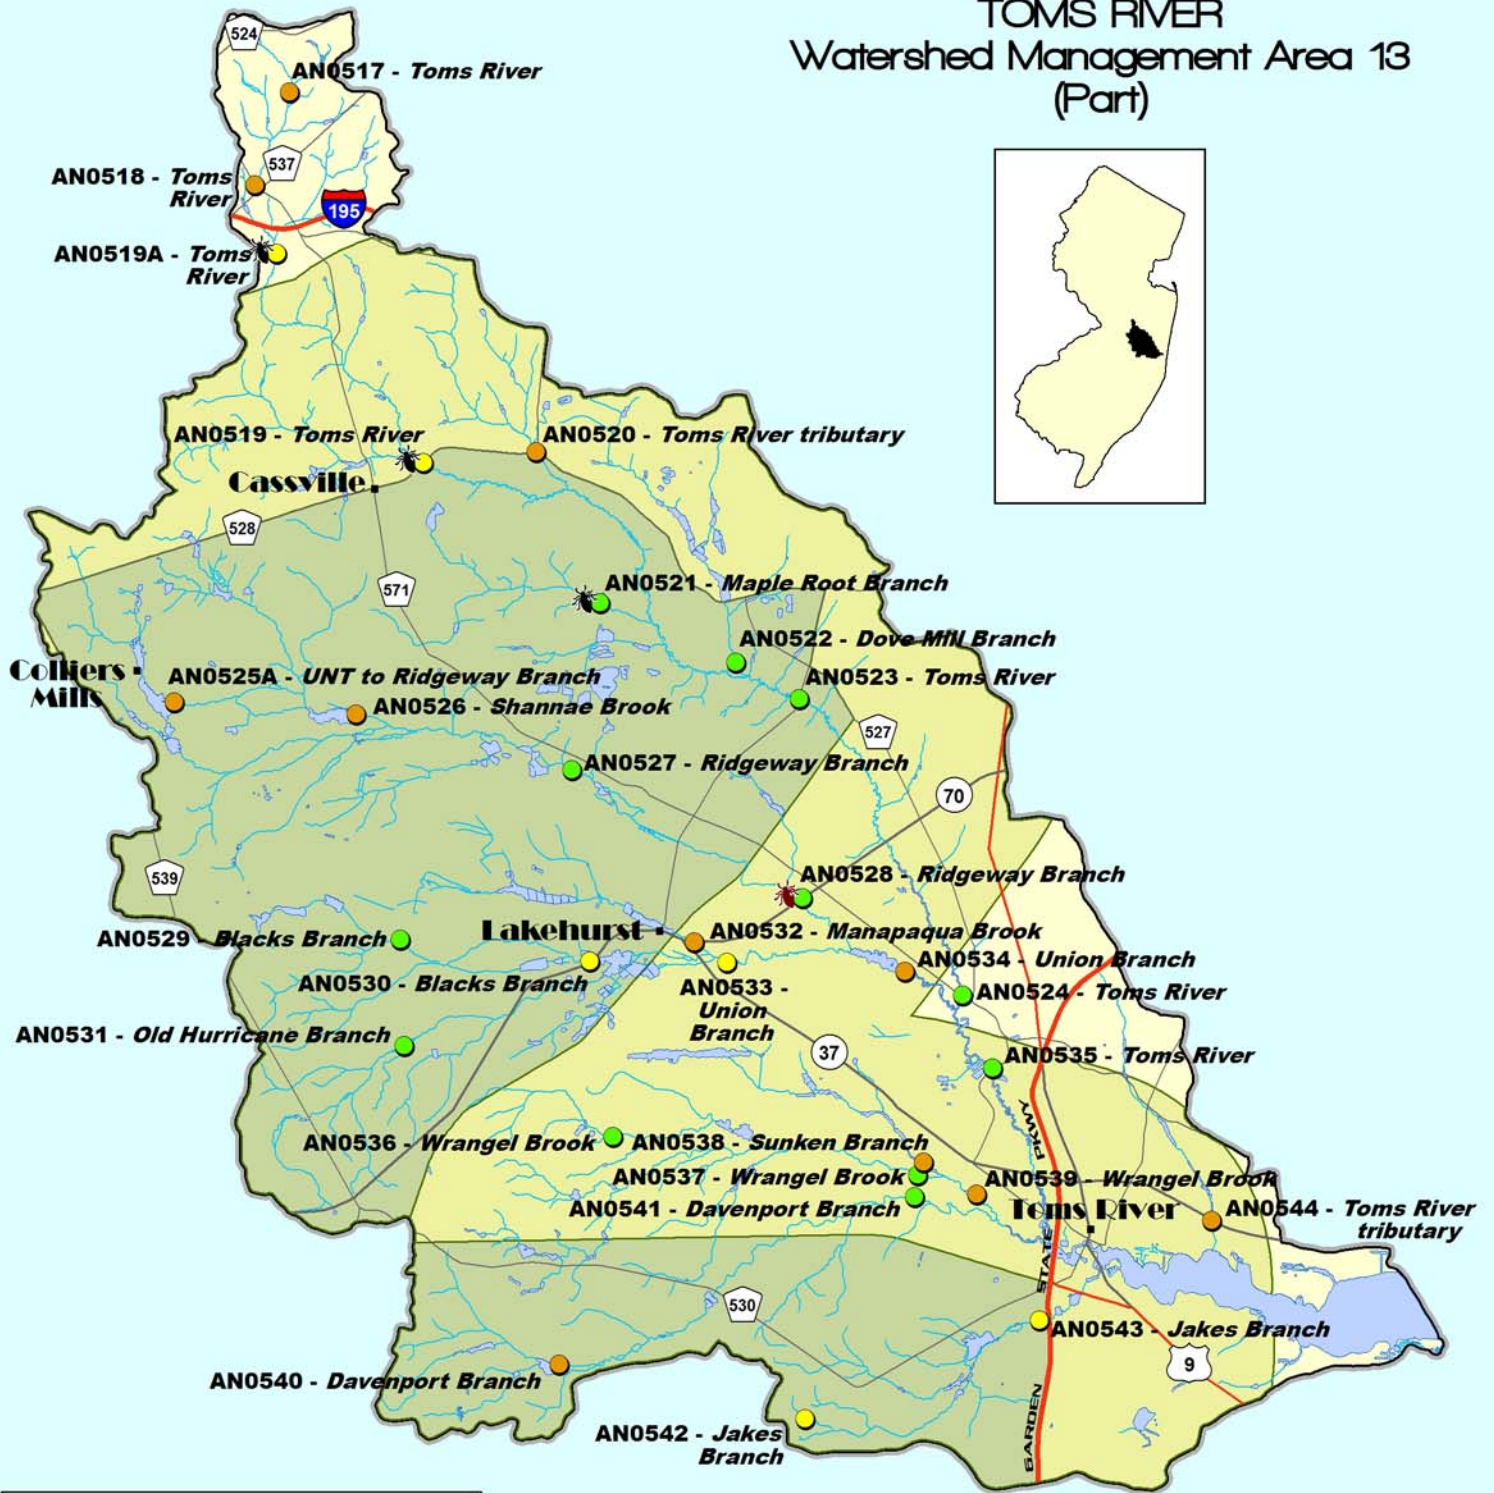 TOMS RIVER
Watershed Management Area 13
(Part)
524
AN0517 - Toms River
537
AN0518 - Toms
River
195
AN0519A - Toms
River
AN0519 - Toms River
AN0520 - Toms River tributary
Cassville
528
571
AN0521 - Maple Root Branch
AN0522 - Dove Mill Branch
Colliers
Mills
AN0525A - UNT to Ridgeway Branch
AN0523 - Toms River
AN0526 - Shannae Brook
527
AN0527 - Ridgeway Branch
70
539
AN0528 - Ridgeway Branch
Lakehurst
AN0532 - Manapaqua Brook
AN0529 - Blacks Branch
AN0534 - Union Branch
AN0530 - Blacks Branch
AN0533 -
Union
Branch
AN0524 - Toms River
AN0531 - Old Hurricane Branch
37
AN0535 - Toms River
AN0536 - Wrangel Brook
AN0538 - Sunken Branch
AN0537 - Wrangel Brook
AN0539 - Wrangel Brook
AN0541 - Davenport Branch
Toms River
AN0544 - Toms River
tributary
GARDEN STATE PKWY
530
AN0543 - Jakes Branch
9
AN0540 - Davenport Branch
AN0542 - Jakes
Branch